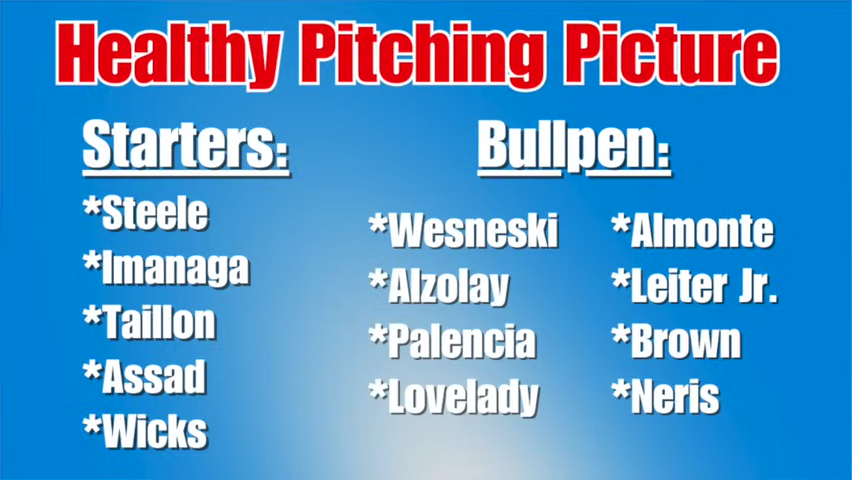 Healthy Pitching Picture
Starters:
*Steele
*Imanaga
*Taillon
*Assad
*Wicks
Bullpen:
*Wesneski
*Alzolay
*Palencia
*Lovelady
*Almonte
*Leiter Jr.
*Brown
*Neris